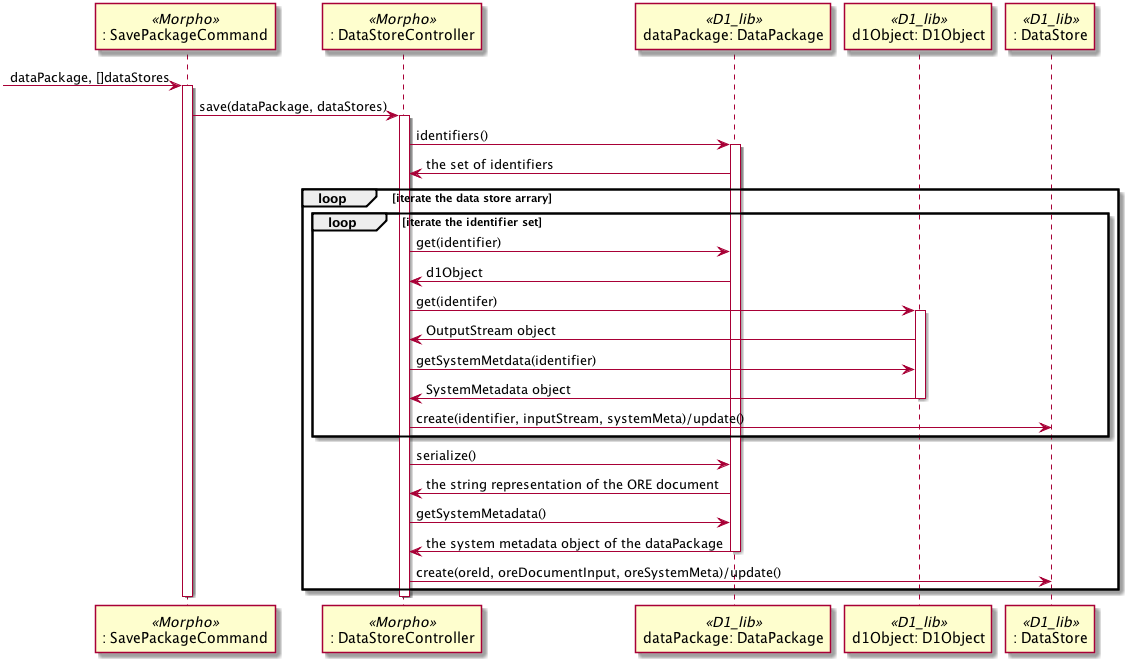 «Morpho»
: SavePackageCommand
«Morpho»
: DataStoreController
«D1_lib»
dataPackage: DataPackage
«D1_lib»
d1Object: D1Object
«D1_lib»
: DataStore
dataPackage, []dataStores
save(dataPackage, dataStores)
identifiers()
the set of identifiers
loop [iterate the data store arrary]
loop [iterate the identifier set]
get(identifier)
d1Object
get(identifer)
OutputStream object
getSystemMetdata(identifier)
SystemMetadata object
create(identifier, inputStream, systemMeta)/update()
serialize()
the string representation of the ORE document
getSystemMetadata()
the system metadata object of the dataPackage
create(oreId, oreDocumentInput, oreSystemMeta)/update()
«Morpho»
: SavePackageCommand
«Morpho»
: DataStoreController
«D1_lib»
dataPackage: DataPackage
«D1_lib»
d1Object: D1Object
«D1_lib»
: DataStore